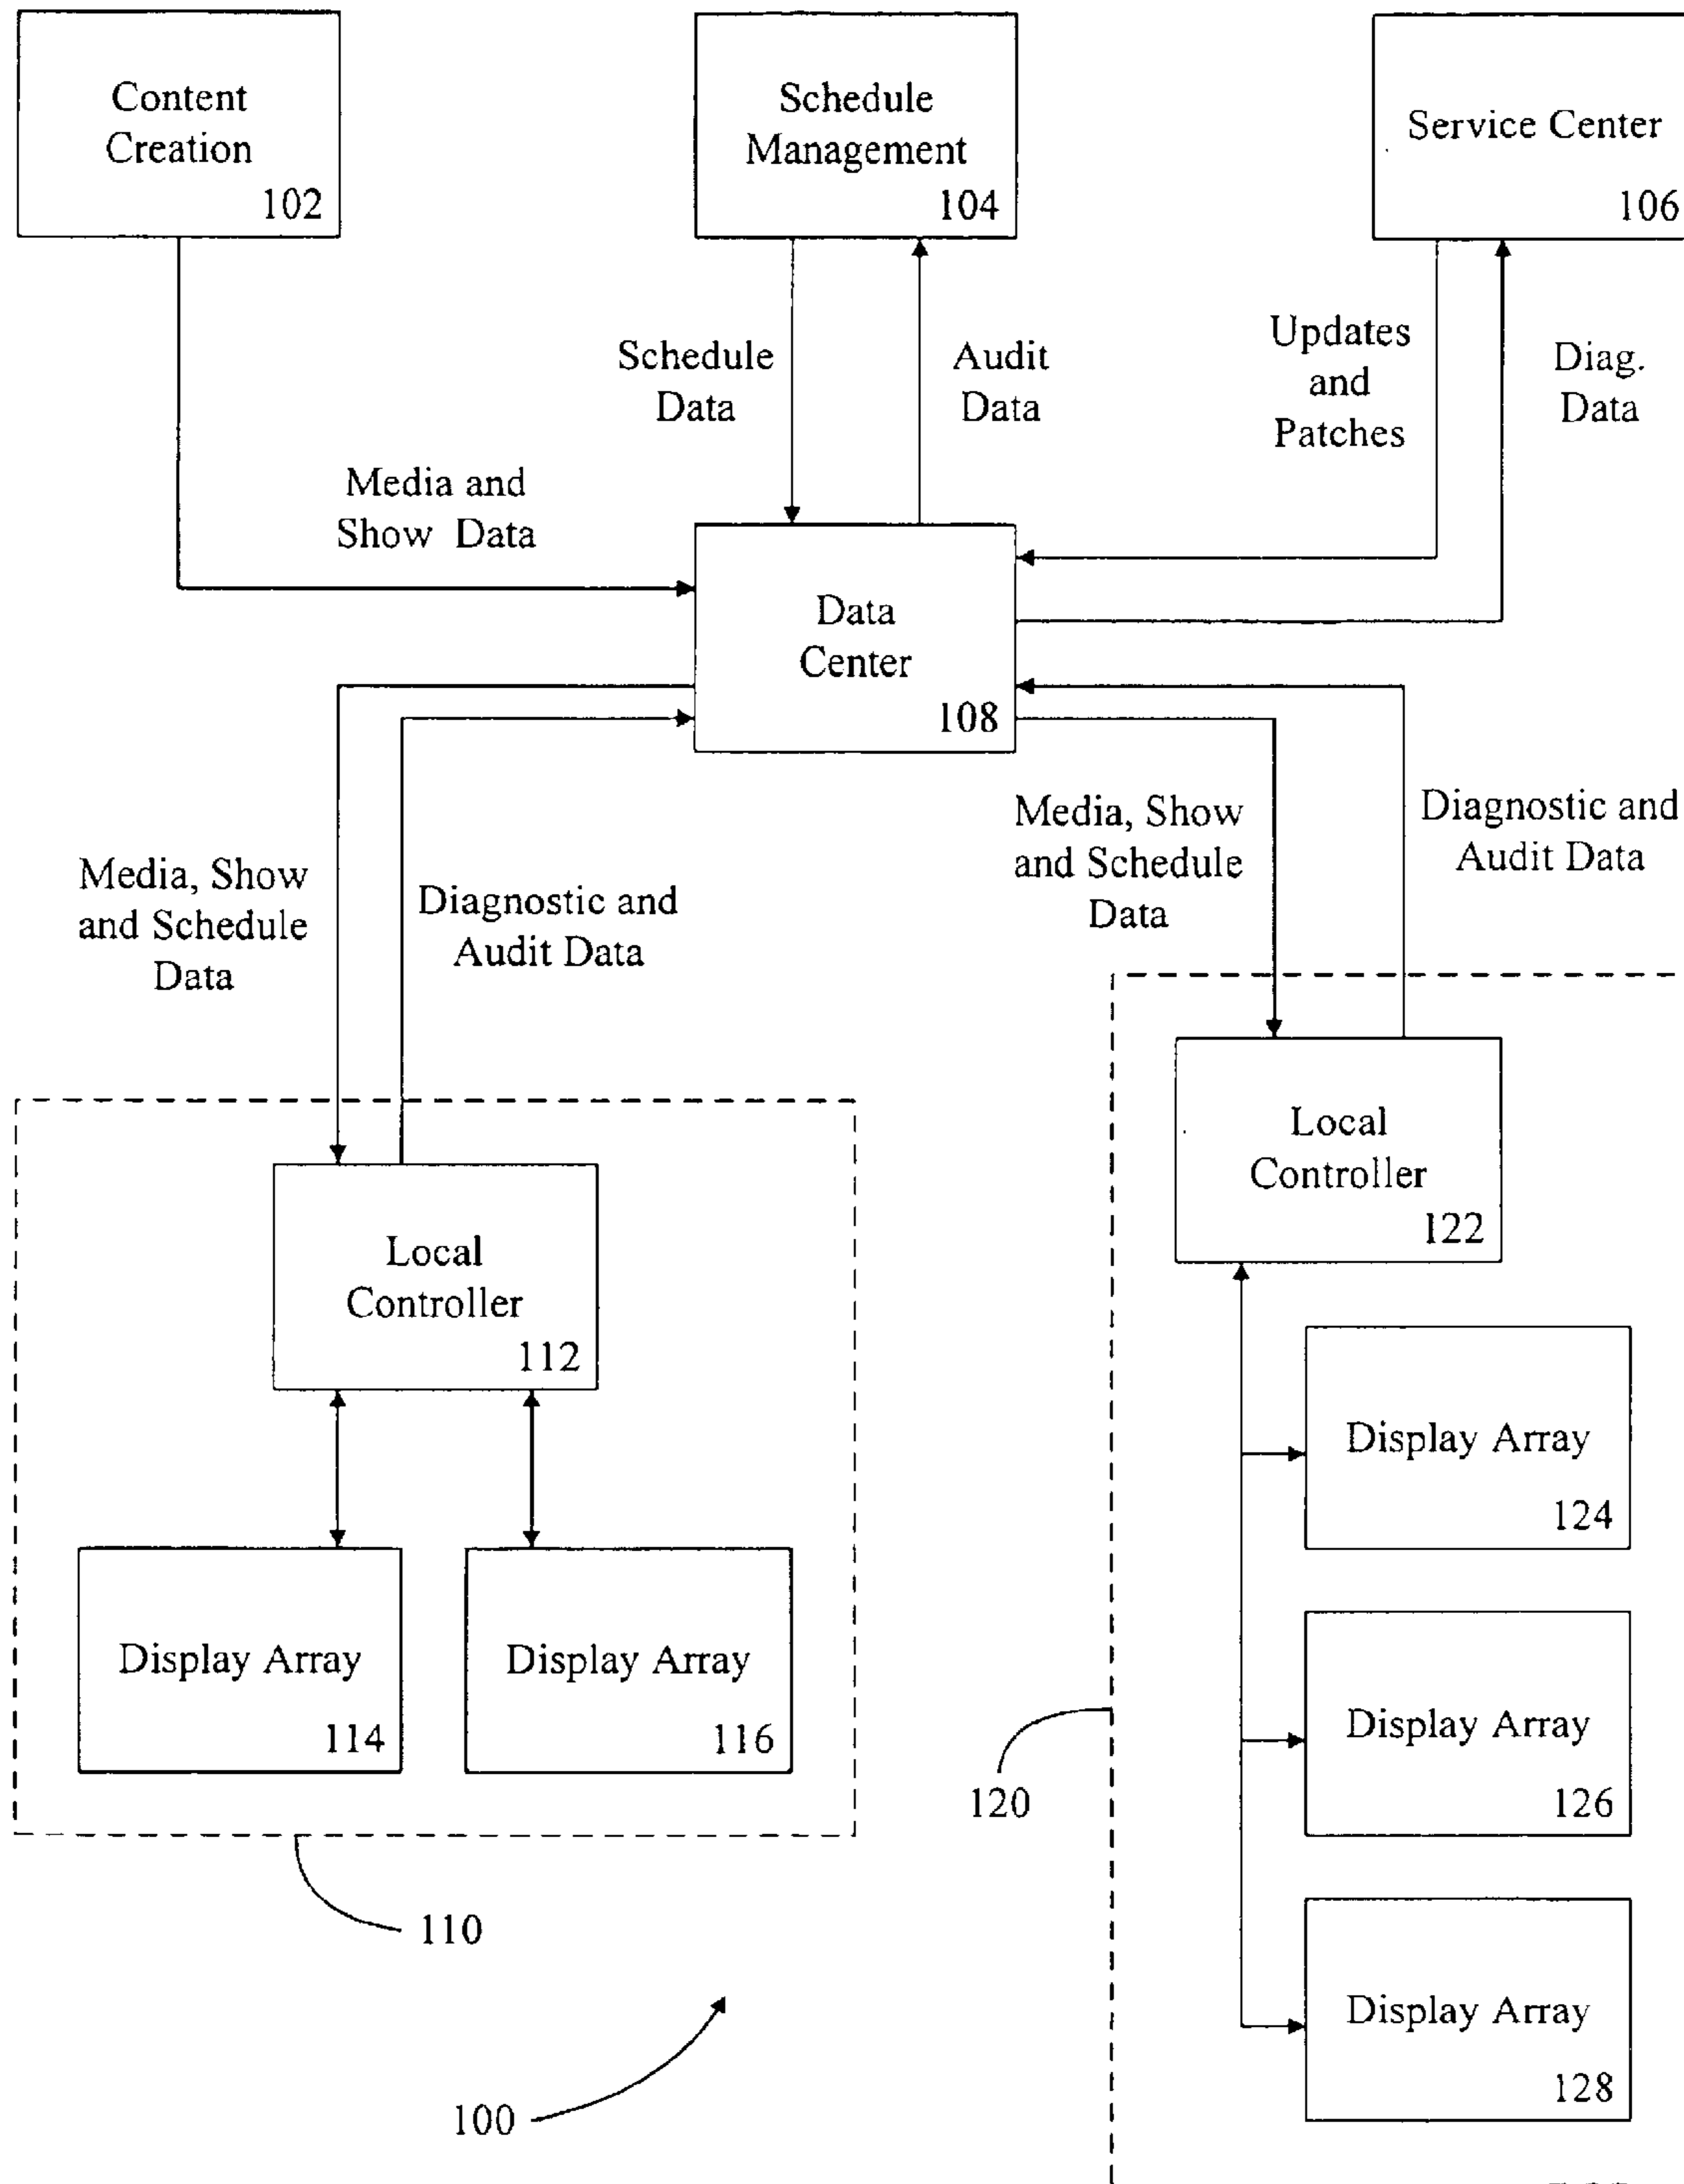 Content
Creation
102
Schedule
Management
104
Service Center
106
Schedule
Data
Audit
Data
Updates
and
Patches
Diag.
Data
Media and
Show Data
Data
Center
108
Media, Show
and Schedule
Data
Diagnostic and
Audit Data
Media, Show
and Schedule
Data
Diagnostic and
Audit Data
Local
Controller
112
Local
Controller
122
Display Array
114
Display Array
116
Display Array
124
Display Array
126
Display Array
128
110
120
100